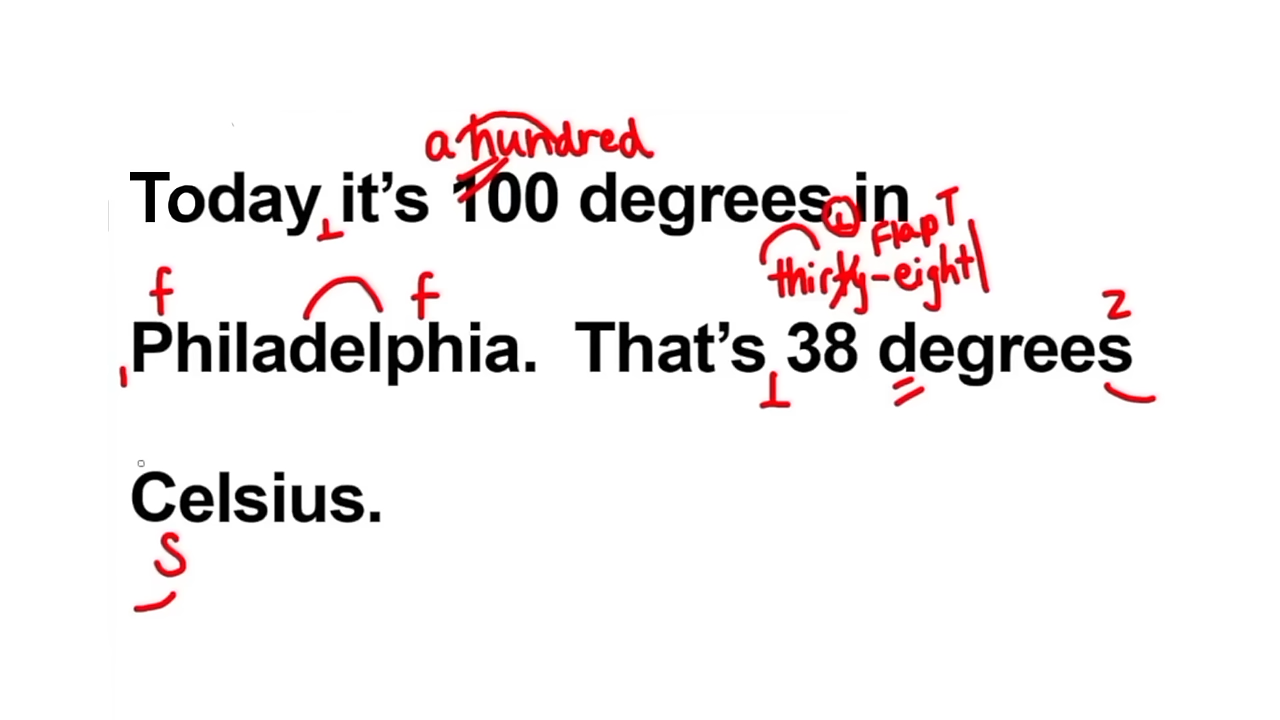 a hundred
Today it's 100 degrees in
Flap T
thirty-eight
f f
z
Philadelphia. That's 38 degrees
Celsius.
S